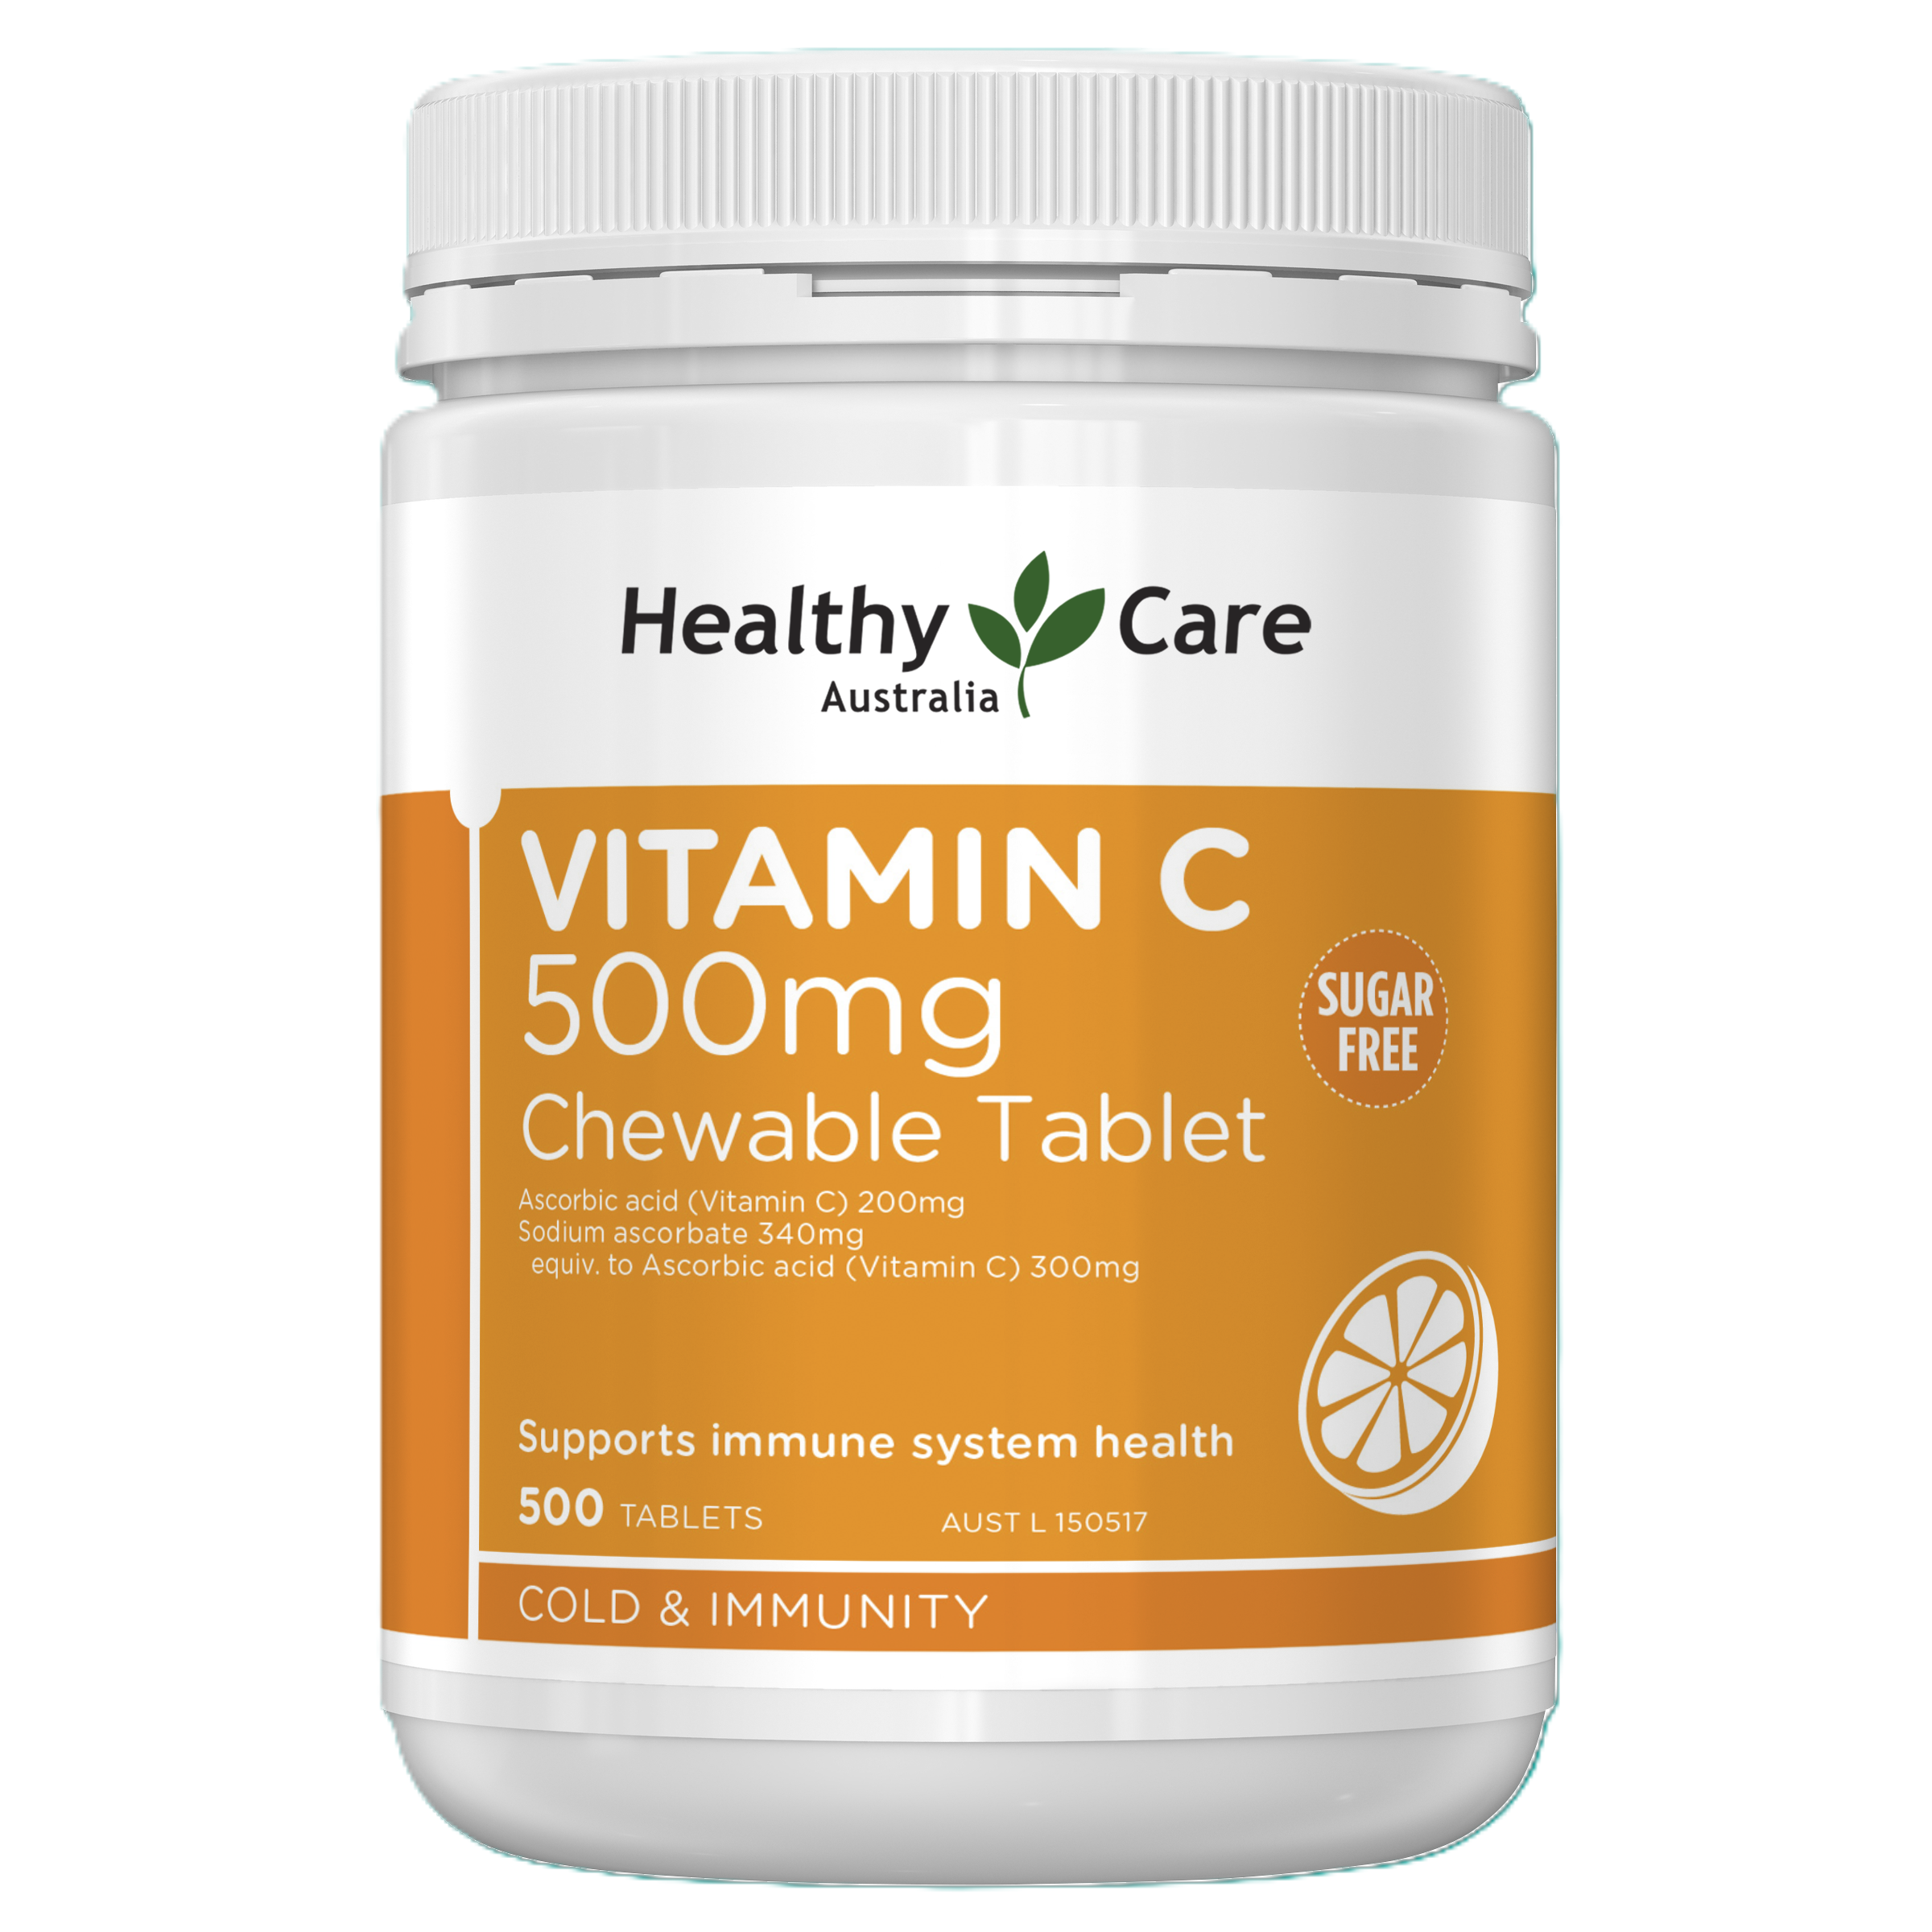 Healthy Care
Australia
VITAMIN C
500mg
Chewable Tablet
SUGAR
FREE
Ascorbic acid (Vitamin C) 200mg
Sodium ascorbate 340mg
equiv. to Ascorbic acid (Vitamin C) 300mg
Supports immune system health
500 TABLETS AUST L 150517
COLD & IMMUNITY